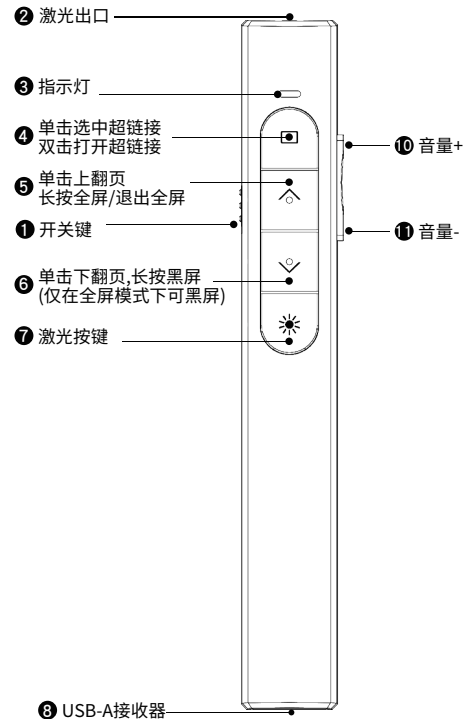 ❷ 激光出口
❸ 指示灯
❹ 单击选中超链接
双击打开超链接
❺ 单击上翻页
长按全屏/退出全屏
❶ 开关键
❻ 单击下翻页,长按黑屏
(仅在全屏模式下可黑屏)
❼ 激光按键
❿ 音量+
⓫ 音量-
❽ USB-A接收器